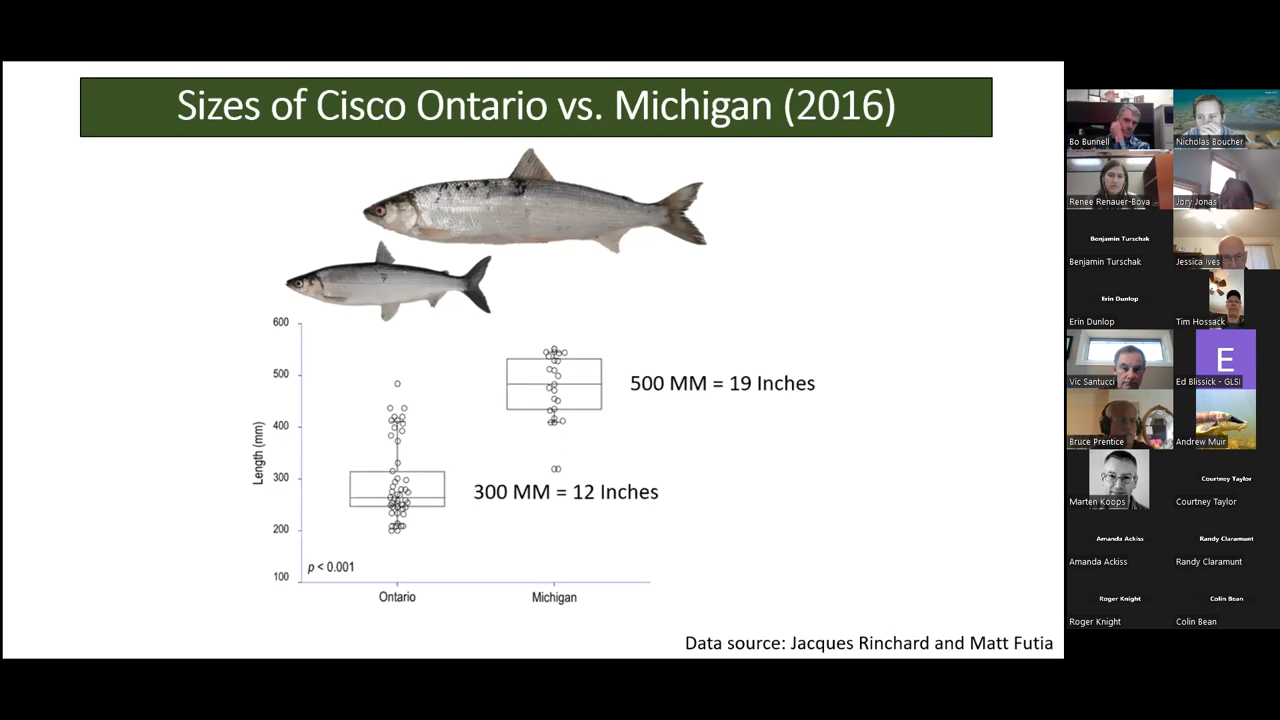 Sizes of Cisco Ontario vs. Michigan (2016)
600
500
400
300
200
100
Length (mm)
500 MM = 19 Inches
300 MM = 12 Inches
p < 0.001
Ontario
Michigan
Data source: Jacques Rinchard and Matt Futia
Bo Bunnell
Nicholas Boucher
Renee Renauer-Bova
Jory Jonas
Benjamin Turschak
Benjamin Turschak
Jessica Ives
Erin Dunlop
Erin Dunlop
Tim Hossack
Vic Santucci
E
Ed Blissick - GLSI
Bruce Prentice
Andrew Muir
Marten Koops
Courtney Taylor
Courtney Taylor
Amanda Ackiss
Amanda Ackiss
Randy Claramunt
Randy Claramunt
Roger Knight
Roger Knight
Colin Bean
Colin Bean